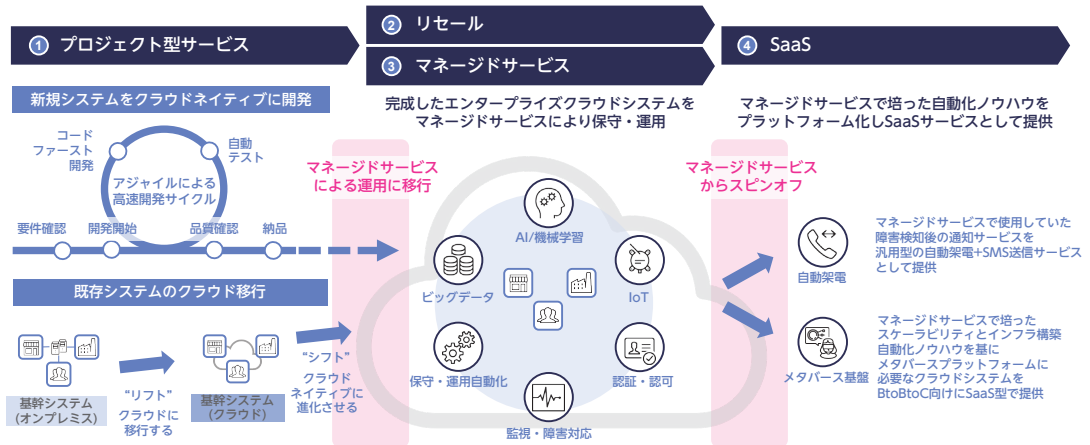 1 プロジェクト型サービス
2 リセール
3 マネージドサービス
4 SaaS
新規システムをクラウドネイティブに開発
コード
ファースト
開発
自動
テスト
アジャイルによる
高速開発サイクル
要件確認
開発開始
品質確認
納品
既存システムのクラウド移行
基幹システム
(オンプレミス)
“リフト”
クラウドに
移行する
基幹システム
(クラウド)
“シフト”
クラウド
ネイティブに
進化させる
マネージドサービス
による運用に移行
完成したエンタープライズクラウドシステムを
マネージドサービスにより保守・運用
AI/機械学習
ビッグデータ
IoT
保守・運用自動化
認証・認可
監視・障害対応
マネージドサービス
からスピンオフ
マネージドサービスで培った自動化ノウハウを
プラットフォーム化しSaaSサービスとして提供
自動架電
マネージドサービスで使用していた
障害検知後の通知サービスを
汎用型の自動架電+SMS送信サービス
として提供
メタバース基盤
マネージドサービスで培った
スケーラビリティとインフラ構築
自動化ノウハウを基に
メタバースプラットフォームに
必要なクラウドシステムを
BtoBtoC向けにSaaS型で提供